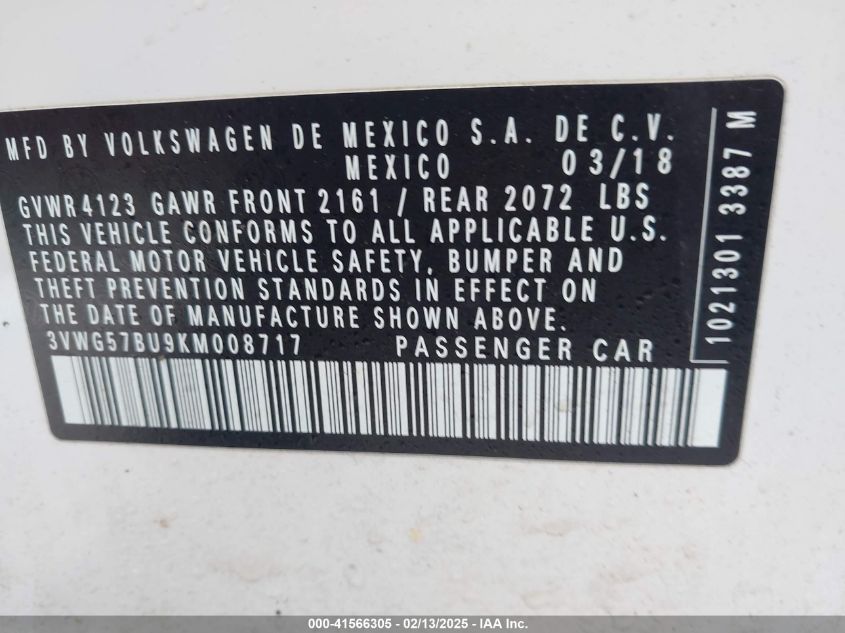 MFD BY VOLKSWAGEN DE MEXICO S.A. DE C.V.
MEXICO 03/18
GVWR 4123 GAWR FRONT 2161 / REAR 2072 LBS
THIS VEHICLE CONFORMS TO ALL APPLICABLE U.S.
FEDERAL MOTOR VEHICLE SAFETY, BUMPER AND
THEFT PREVENTION STANDARDS IN EFFECT ON
THE DATE OF MANUFACTURE SHOWN ABOVE.
3VWG57BU9KM008717 PASSENGER CAR
1021301 3387 M
000-41566305 - 02/13/2025 - IAA Inc.